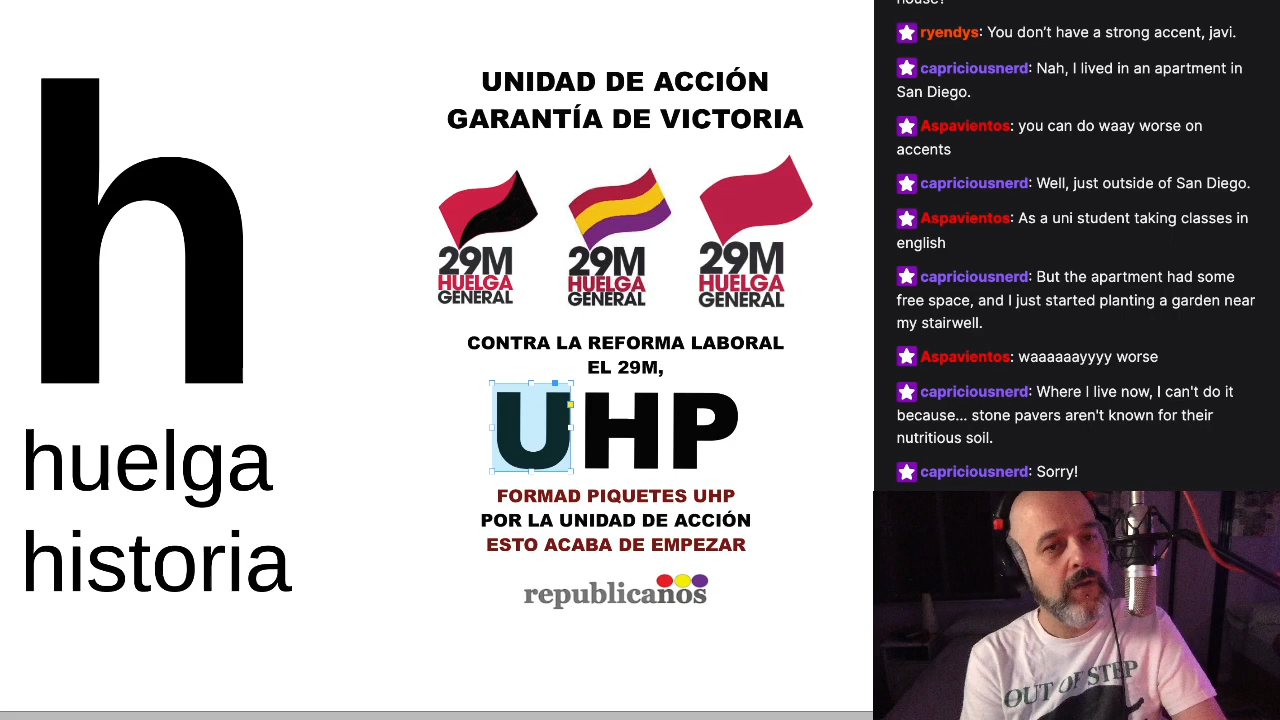 h
huelga
historia
UNIDAD DE ACCIÓN
GARANTÍA DE VICTORIA
29M
HUELGA
GENERAL
29M
HUELGA
GENERAL
29M
HUELGA
GENERAL
CONTRA LA REFORMA LABORAL
EL 29M,
UHP
FORMAD PIQUETES UHP
POR LA UNIDAD DE ACCIÓN
ESTO ACABA DE EMPEZAR
republicanos
house?
ryendys: You don’t have a strong accent, javi.
capriciousnerd: Nah, I lived in an apartment in
San Diego.
Aspavientos: you can do waay worse on
accents
capriciousnerd: Well, just outside of San Diego.
Aspavientos: As a uni student taking classes in
english
capriciousnerd: But the apartment had some
free space, and I just started planting a garden near
my stairwell.
Aspavientos: waaaaaayyyy worse
capriciousnerd: Where I live now, I can't do it
because... stone pavers aren't known for their
nutritious soil.
capriciousnerd: Sorry!
OUT OF STEP